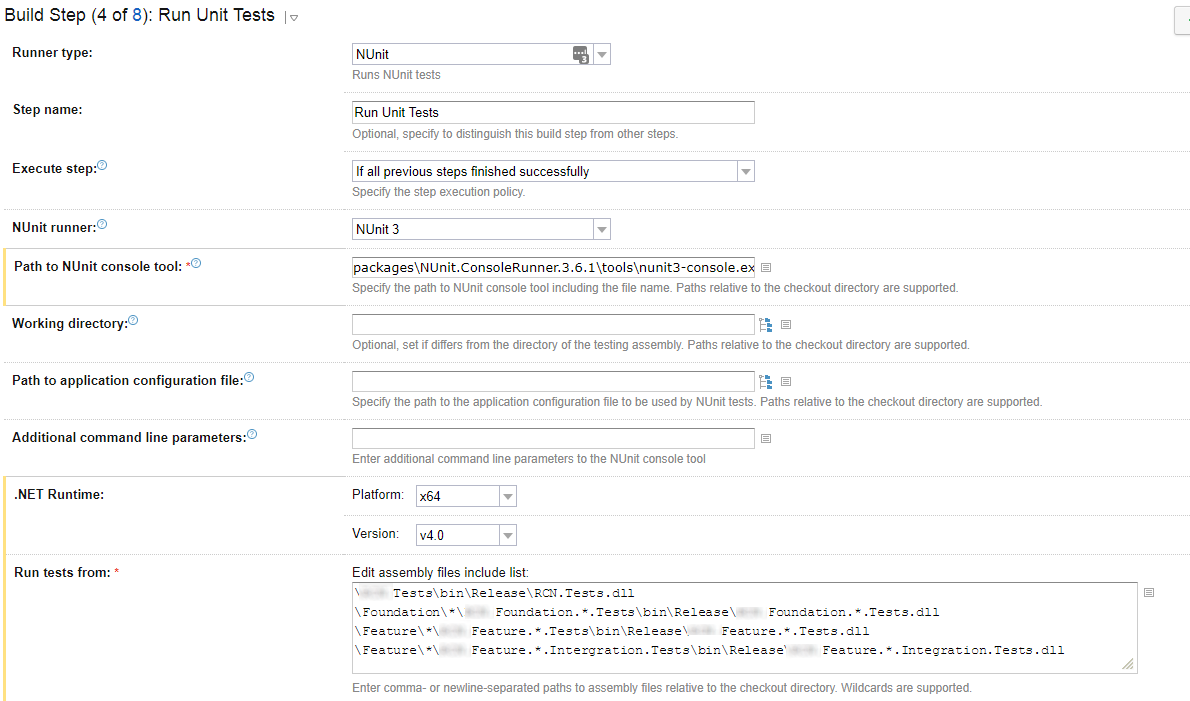 Build Step (4 of 8): Run Unit Tests
Runner type:
NUnit
3
Runs NUnit tests
Step name:
Run Unit Tests
Optional, specify to distinguish this build step from other steps.
Execute step:
If all previous steps finished successfully
Specify the step execution policy.
NUnit runner:
NUnit 3
Path to NUnit console tool: *
packages\NUnit.ConsoleRunner.3.6.1\tools\nunit3-console.ex
Specify the path to NUnit console tool including the file name. Paths relative to the checkout directory are supported.
Working directory:
Optional, set if differs from the directory of the testing assembly. Paths relative to the checkout directory are supported.
Path to application configuration file:
Specify the path to the application configuration file to be used by NUnit tests. Paths relative to the checkout directory are supported.
Additional command line parameters:
Enter additional command line parameters to the NUnit console tool
.NET Runtime:
Platform: x64
Version: v4.0
Run tests from: *
Edit assembly files include list:
\ Tests\bin\Release\RCN.Tests.dll
\Foundation\*\ Foundation.*.Tests\bin\Release\ Foundation.*.Tests.dll
\Feature\*\ Feature.*.Tests\bin\Release\ Feature.*.Tests.dll
\Feature\*\ Feature.*.Intergration.Tests\bin\Release\ Feature.*.Integration.Tests.dll
Enter comma- or newline-separated paths to assembly files relative to the checkout directory. Wildcards are supported.